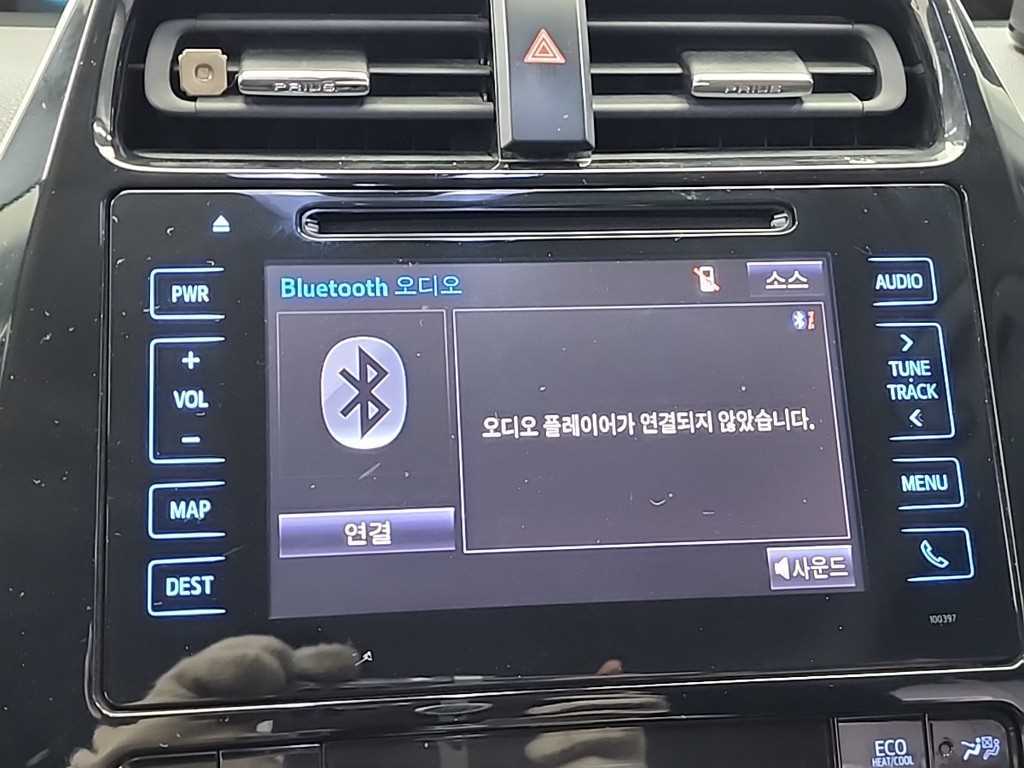 PRIUS
PRIUS
PWR
+
VOL
−
MAP
DEST
Bluetooth 오디오
소스
오디오 플레이어가 연결되지 않았습니다.
연결
사운드
AUDIO
>
TUNE
TRACK
<
MENU
100397
ECO
HEAT/COOL